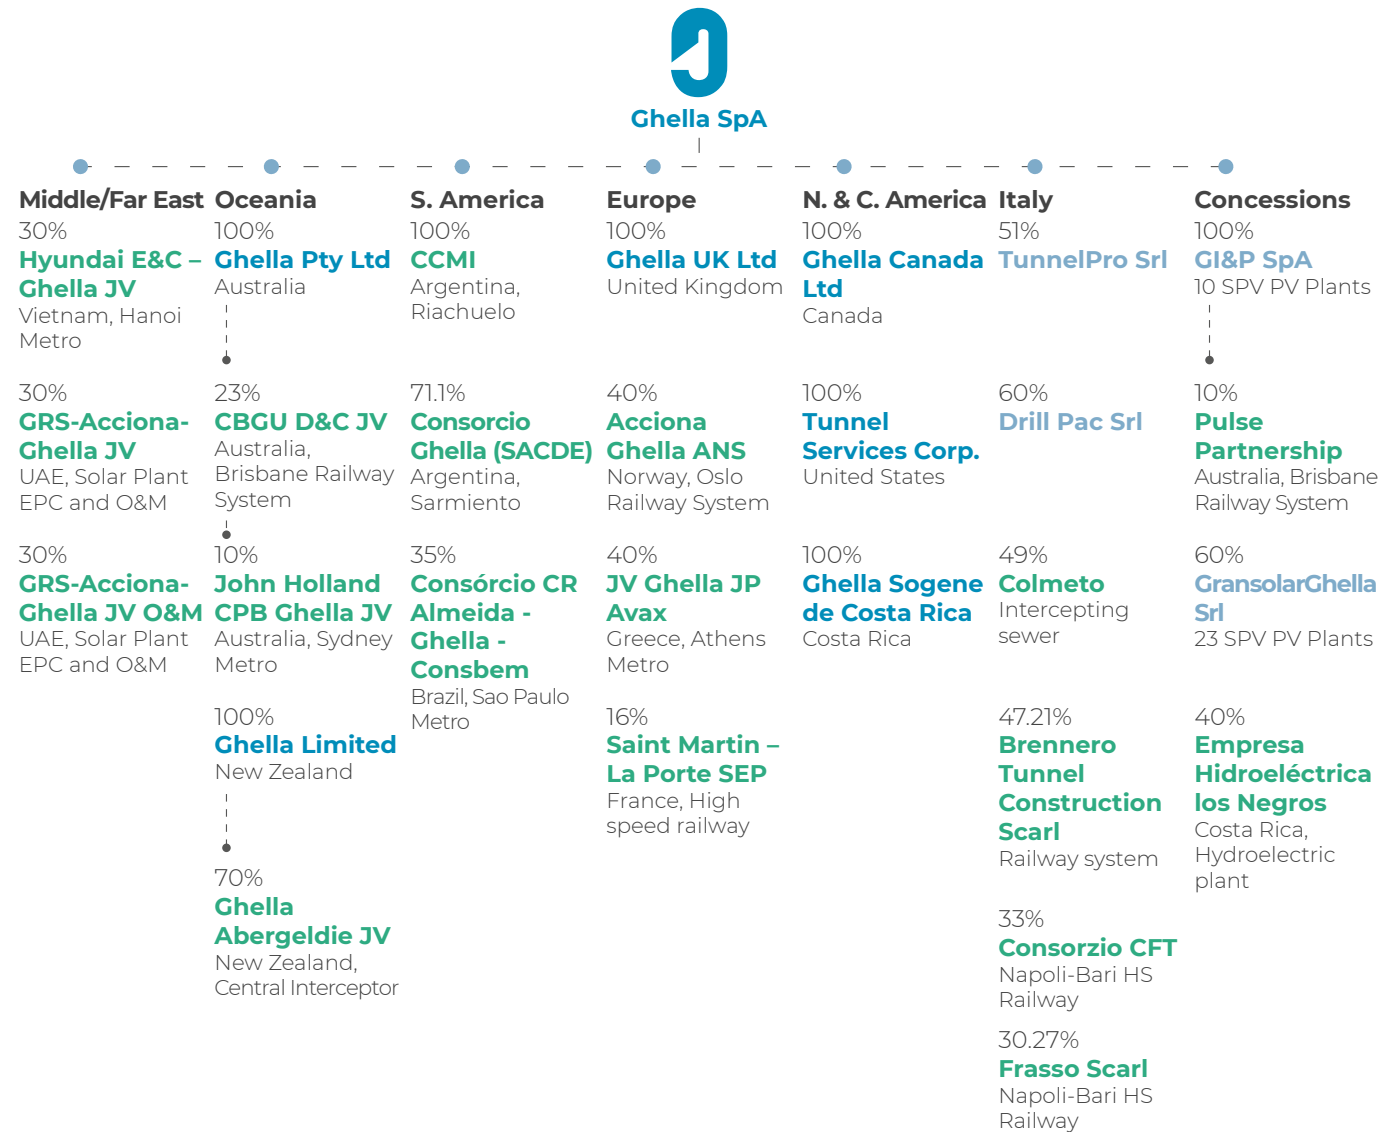 Ghella SpA
Middle/Far East
30%
Hyundai E&C –
Ghella JV
Vietnam, Hanoi
Metro
30%
GRS-Acciona-
Ghella JV
UAE, Solar Plant
EPC and O&M
30%
GRS-Acciona-
Ghella JV O&M
UAE, Solar Plant
EPC and O&M
Oceania
100%
Ghella Pty Ltd
Australia
23%
CBGU D&C JV
Australia,
Brisbane Railway
System
10%
John Holland
CPB Ghella JV
Australia, Sydney
Metro
100%
Ghella Limited
New Zealand
70%
Ghella
Abergeldie JV
New Zealand,
Central Interceptor
S. America
100%
CCMI
Argentina,
Riachuelo
71.1%
Consorcio
Ghella (SACDE)
Argentina,
Sarmiento
35%
Consórcio CR
Almeida -
Ghella -
Consbem
Brazil, Sao Paulo
Metro
Europe
100%
Ghella UK Ltd
United Kingdom
40%
Acciona
Ghella ANS
Norway, Oslo
Railway System
40%
JV Ghella JP
Avax
Greece, Athens
Metro
16%
Saint Martin –
La Porte SEP
France, High
speed railway
N. & C. America
100%
Ghella Canada
Ltd
Canada
100%
Tunnel
Services Corp.
United States
100%
Ghella Sogene
de Costa Rica
Costa Rica
Italy
51%
TunnelPro Srl
60%
Drill Pac Srl
49%
Colmeto
Intercepting
sewer
47.21%
Brennero
Tunnel
Construction
Scarl
Railway system
33%
Consorzio CFT
Napoli-Bari HS
Railway
30.27%
Frasso Scarl
Napoli-Bari HS
Railway
Concessions
100%
GI&P SpA
10 SPV PV Plants
10%
Pulse
Partnership
Australia, Brisbane
Railway System
60%
GransolarGhella
Srl
23 SPV PV Plants
40%
Empresa
Hidroeléctrica
los Negros
Costa Rica,
Hydroelectric
plant